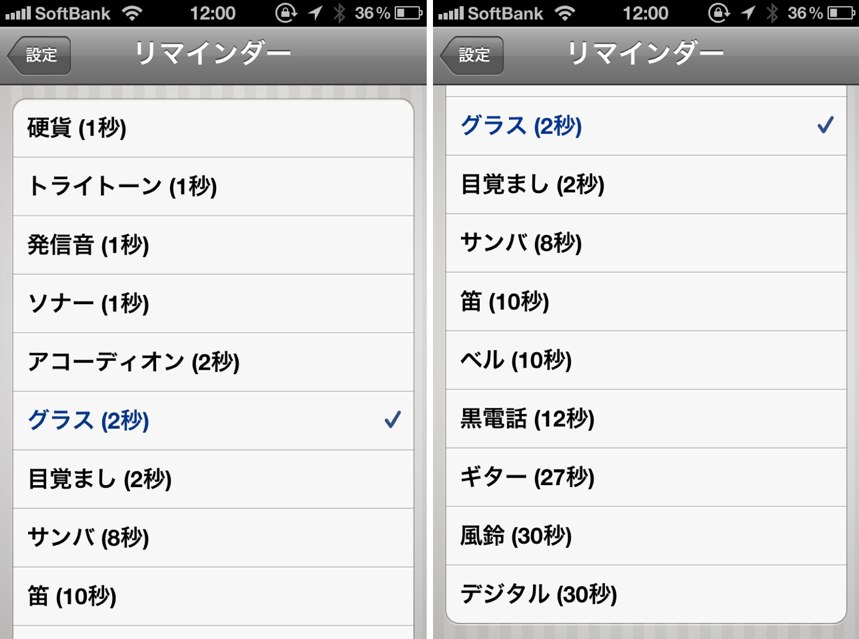 SoftBank 12:00 36%
設定 リマインダー
硬貨 (1秒)
トライトーン (1秒)
発信音 (1秒)
ソナー (1秒)
アコーディオン (2秒)
グラス (2秒)
目覚まし (2秒)
サンバ (8秒)
笛 (10秒)
SoftBank 12:00 36%
設定 リマインダー
グラス (2秒)
目覚まし (2秒)
サンバ (8秒)
笛 (10秒)
ベル (10秒)
黒電話 (12秒)
ギター (27秒)
風鈴 (30秒)
デジタル (30秒)